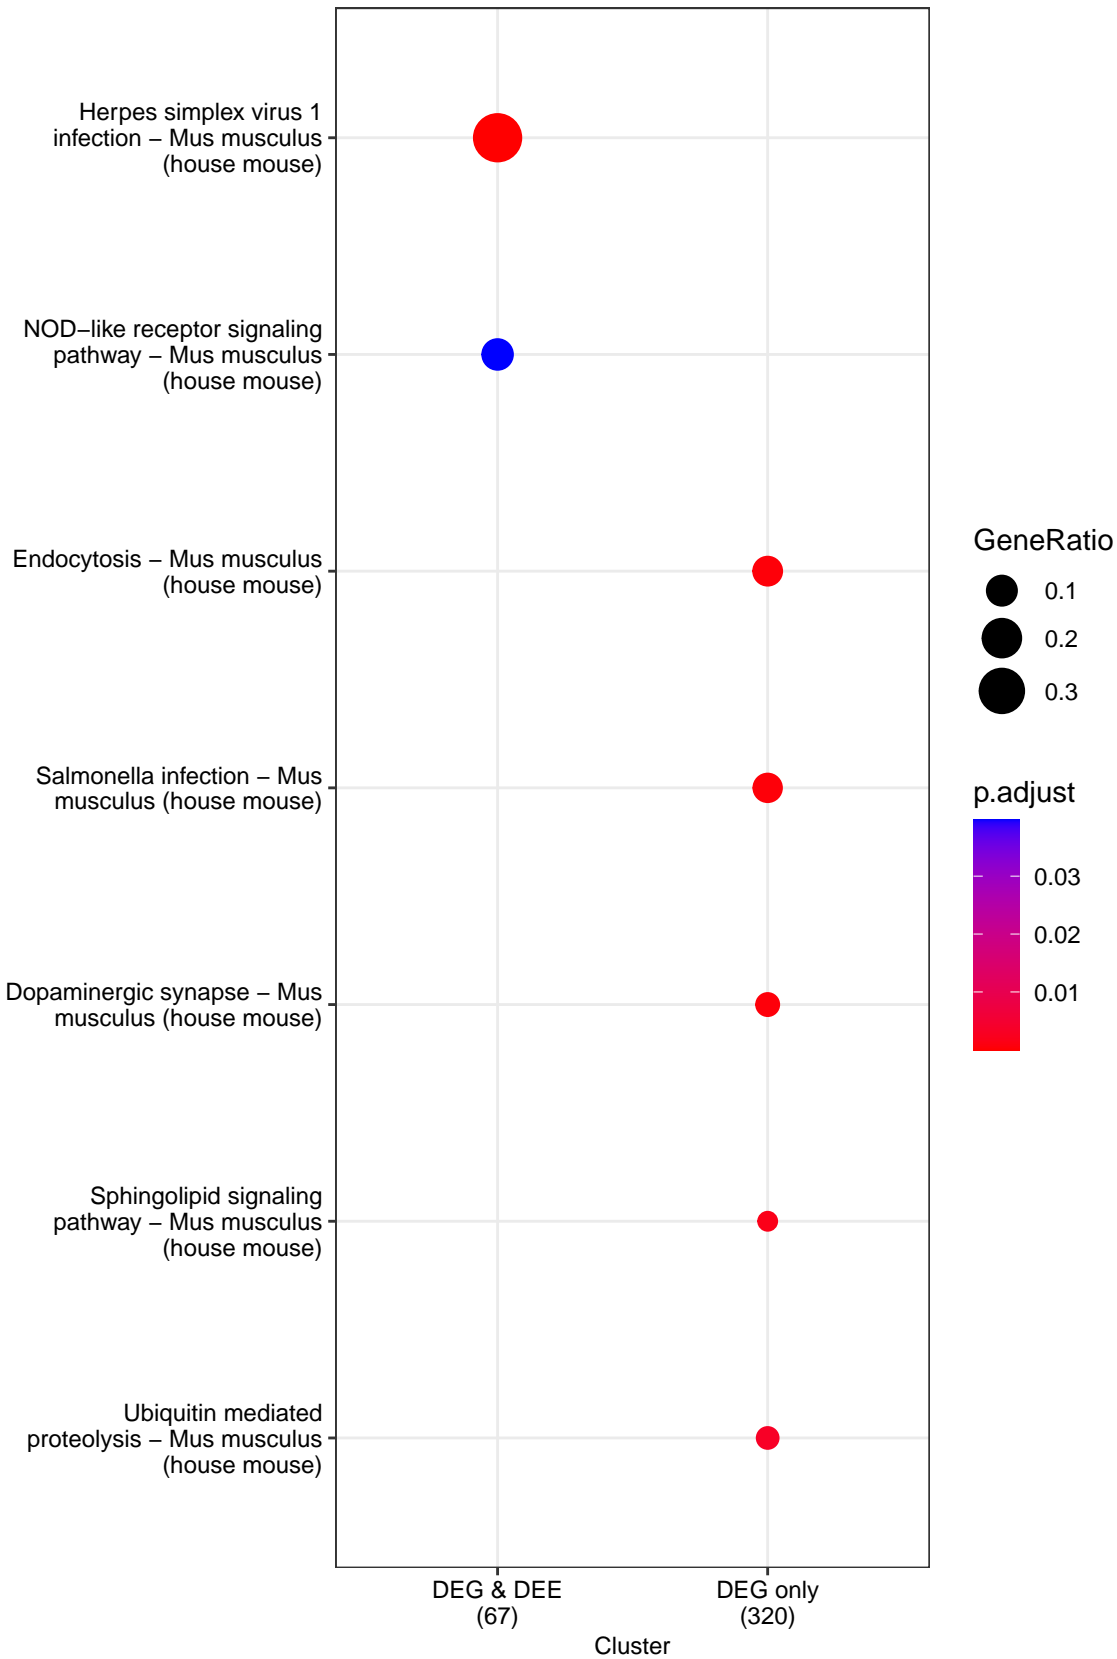 Herpes simplex virus 1
infection − Mus musculus
(house mouse)
NOD−like receptor signaling
pathway − Mus musculus
(house mouse)
Endocytosis − Mus musculus
(house mouse)
Salmonella infection − Mus
musculus (house mouse)
Dopaminergic synapse − Mus
musculus (house mouse)
Sphingolipid signaling
pathway − Mus musculus
(house mouse)
Ubiquitin mediated
proteolysis − Mus musculus
(house mouse)
DEG & DEE
(67)
DEG only
(320)
Cluster
GeneRatio
0.1
0.2
0.3
p.adjust
0.03
0.02
0.01